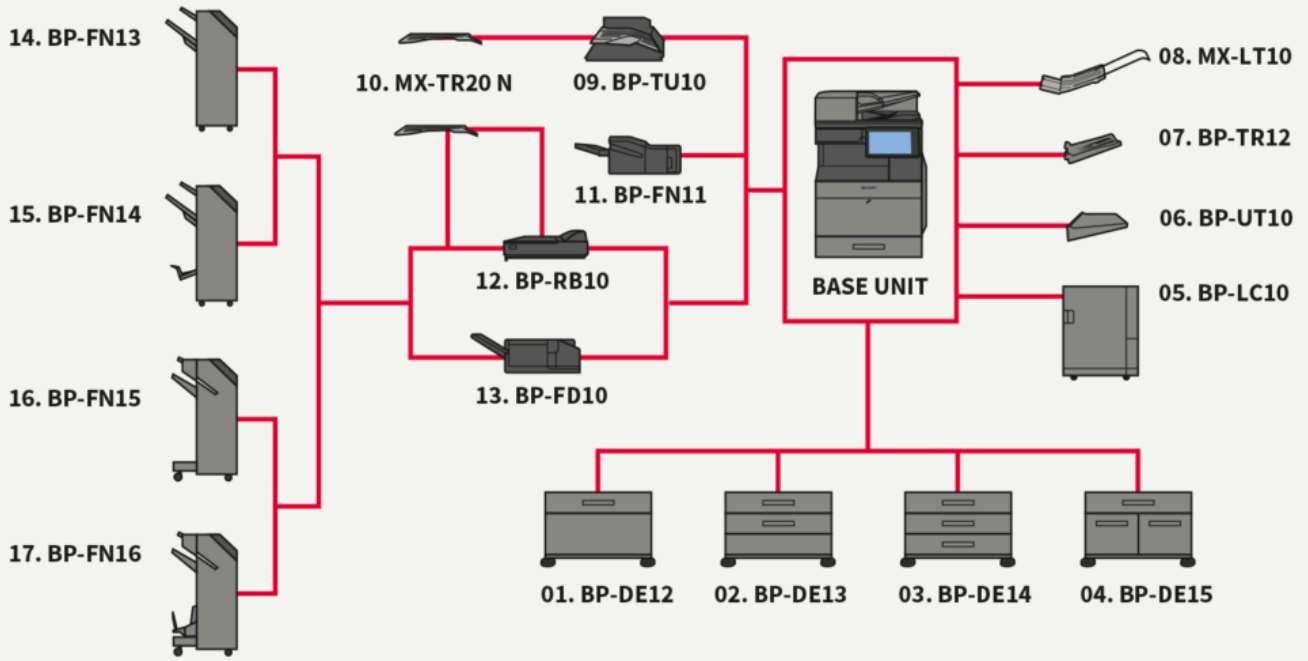 14. BP-FN13
15. BP-FN14
16. BP-FN15
17. BP-FN16
10. MX-TR20 N
09. BP-TU10
11. BP-FN11
12. BP-RB10
13. BP-FD10
BASE UNIT
08. MX-LT10
07. BP-TR12
06. BP-UT10
05. BP-LC10
01. BP-DE12
02. BP-DE13
03. BP-DE14
04. BP-DE15